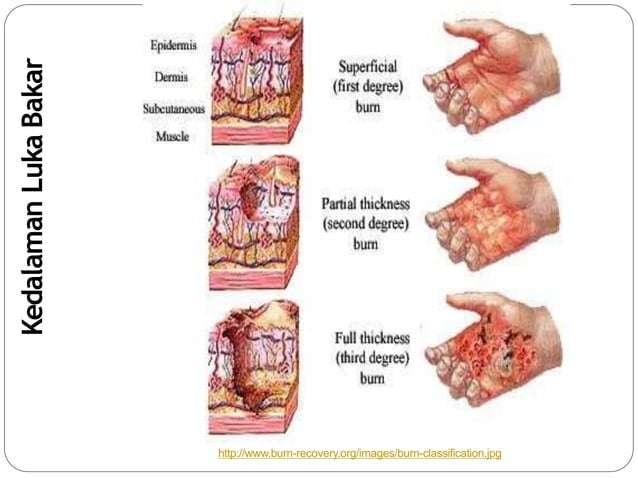 Kedalaman Luka Bakar
Epidermis
Dermis
Subcutaneous
Muscle
Superficial
(first degree)
burn
Partial thickness
(second degree)
burn
Full thickness
(third degree)
burn
http://www.burn-recovery.org/images/burn-classification.jpg